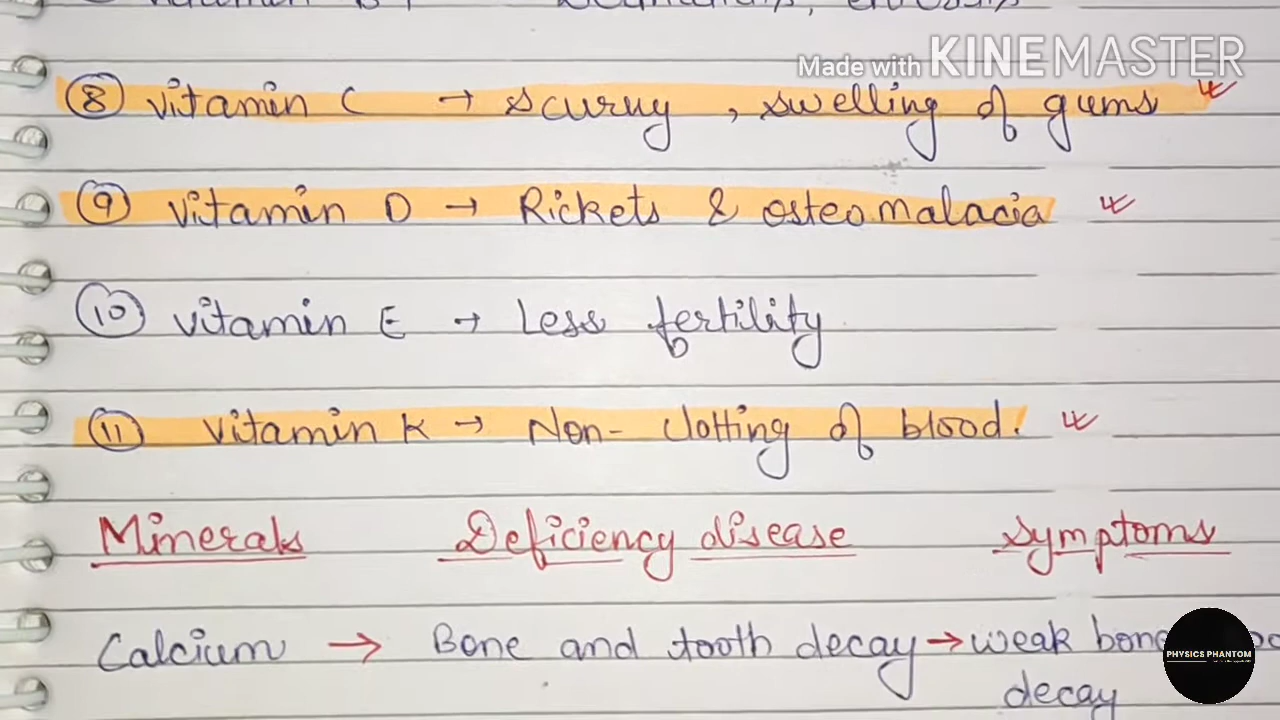 Made with KINEMASTER
⑧ Vitamin C → Scurvy , swelling of gums
⑨ Vitamin D → Rickets & osteomalacia
⑩ Vitamin E → Less fertility
⑪ Vitamin K → Non-clotting of blood.
Minerals Deficiency disease Symptoms
Calcium → Bone and tooth decay → weak bone
decay
PHYSICS PHANTOM